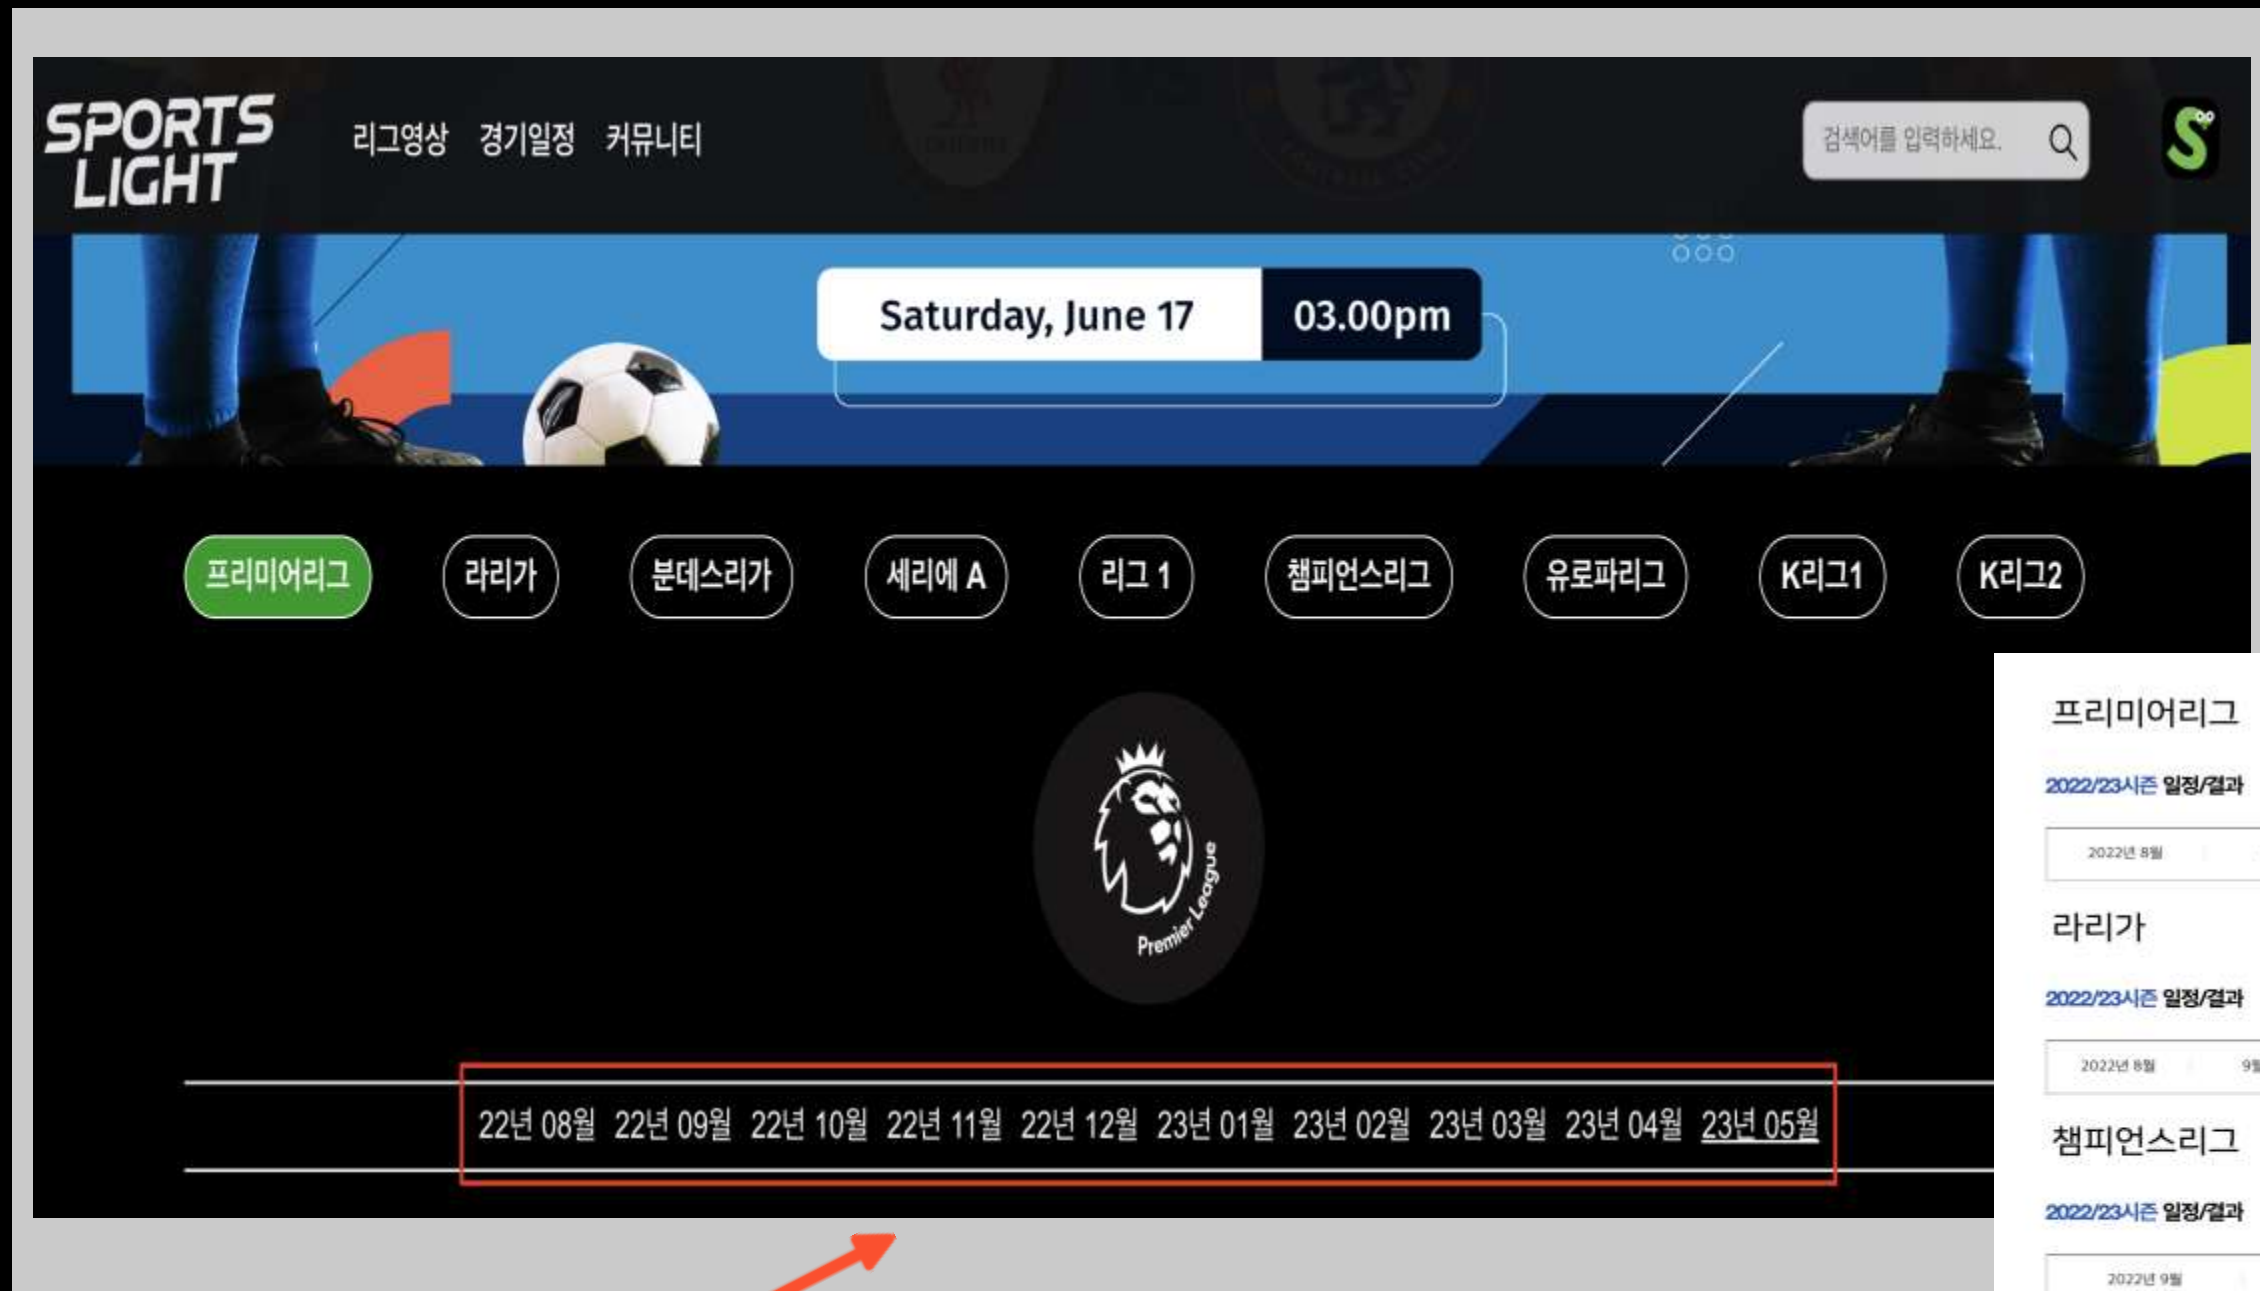 SPORTS
LIGHT
리그영상 경기일정 커뮤니티
검색어를 입력하세요.
Saturday, June 17 03.00pm
프리미어리그 라리가 분데스리가 세리에 A 리그 1 챔피언스리그 유로파리그 K리그1 K리그2
Premier League
22년 08월 22년 09월 22년 10월 22년 11월 22년 12월 23년 01월 23년 02월 23년 03월 23년 04월 23년 05월
프리미어리그
2022/23시즌 일정/결과
2022년 8월
라리가
2022/23시즌 일정/결과
2022년 8월
챔피언스리그
2022/23시즌 일정/결과
2022년 9월